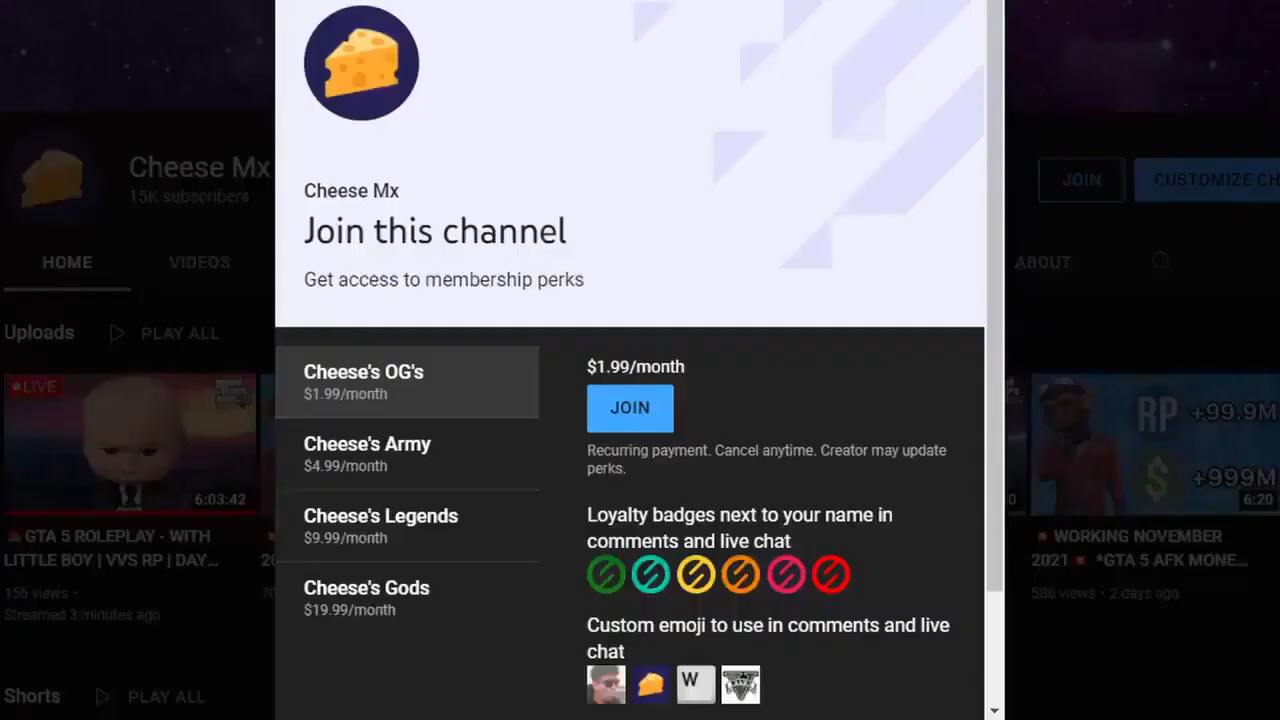 Cheese Mx
15K subscribers
JOIN
CUSTOMIZE CH
HOME
VIDEOS
ABOUT
Uploads
PLAY ALL
LIVE
6:03:42
GTA 5 ROLEPLAY - WITH
LITTLE BOY | VVS RP | DAY...
156 views •
Streamed 3 minutes ago
Shorts
PLAY ALL
Cheese Mx
Join this channel
Get access to membership perks
Cheese's OG's
$1.99/month
Cheese's Army
$4.99/month
Cheese's Legends
$9.99/month
Cheese's Gods
$19.99/month
$1.99/month
JOIN
Recurring payment. Cancel anytime. Creator may update
perks.
Loyalty badges next to your name in
comments and live chat
Custom emoji to use in comments and live
chat
W
RP +99.9M
$ +999M
6:20
WORKING NOVEMBER
2021 *GTA 5 AFK MONE...
586 views • 2 days ago